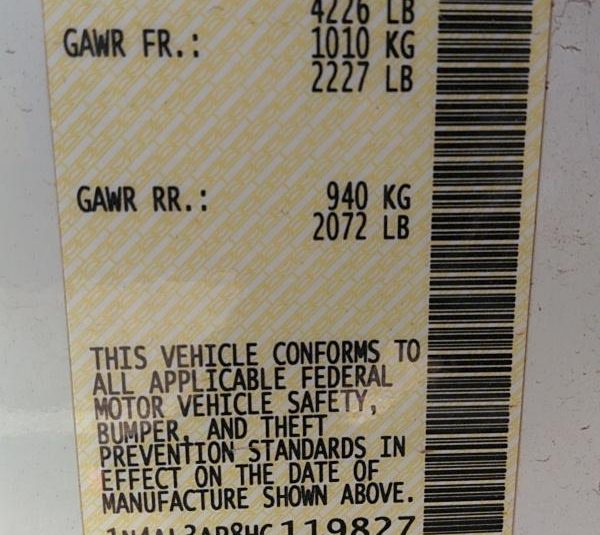 4226 LB
GAWR FR.: 1010 KG
2227 LB
GAWR RR.: 940 KG
2072 LB
THIS VEHICLE CONFORMS TO
ALL APPLICABLE FEDERAL
MOTOR VEHICLE SAFETY,
BUMPER, AND THEFT
PREVENTION STANDARDS IN
EFFECT ON THE DATE OF
MANUFACTURE SHOWN ABOVE.
1N4AL3AP8HC119827